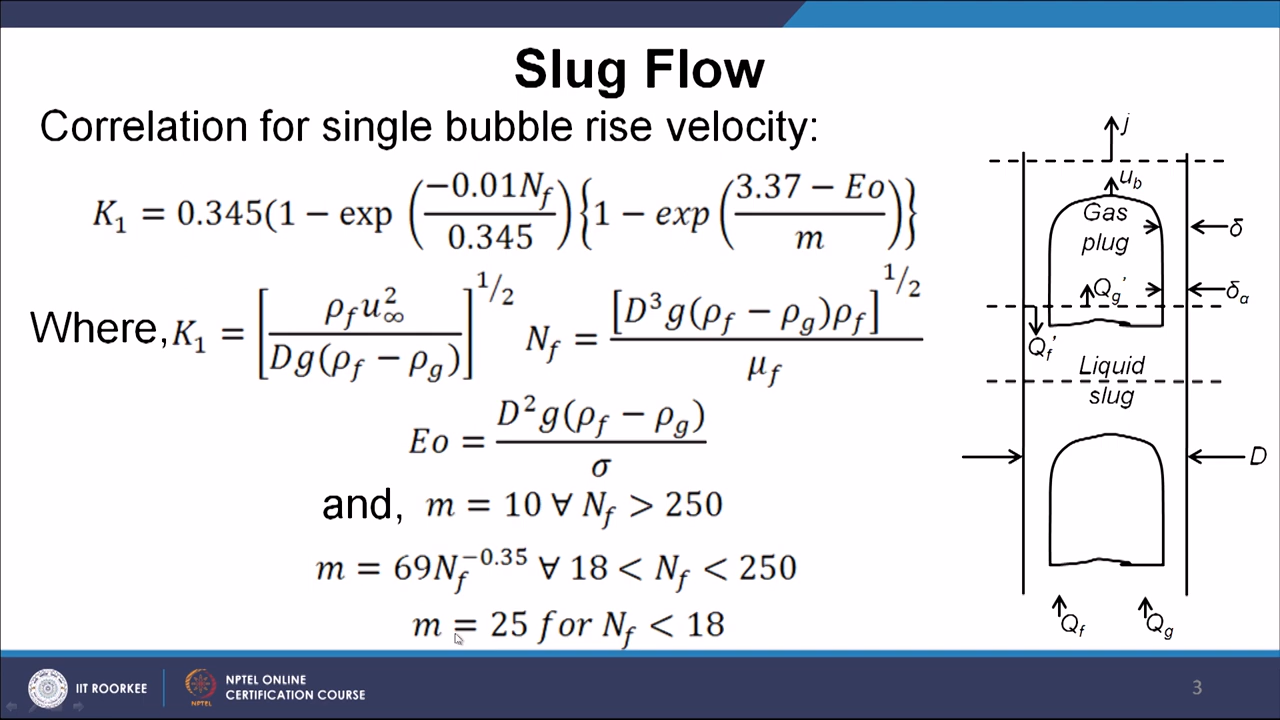 Slug Flow
Correlation for single bubble rise velocity:
K₁ = 0.345(1 − exp (−0.01N_f / 0.345) {1 − exp (3.37 − Eo / m)}
Where, K₁ = [ρ_f u_∞² / Dg(ρ_f − ρ_g)]^1/2 N_f = [D³g(ρ_f − ρ_g)ρ_f]^1/2 / μ_f
Eo = D²g(ρ_f − ρ_g) / σ
and, m = 10 ∀ N_f > 250
m = 69N_f^−0.35 ∀ 18 < N_f < 250
m = 25 for N_f < 18
j
u_b
Gas
plug
δ
Q_g'
δ_α
Q_f'
Liquid
slug
D
Q_f
Q_g
IIT ROORKEE
NPTEL ONLINE
CERTIFICATION COURSE
NPTEL
3